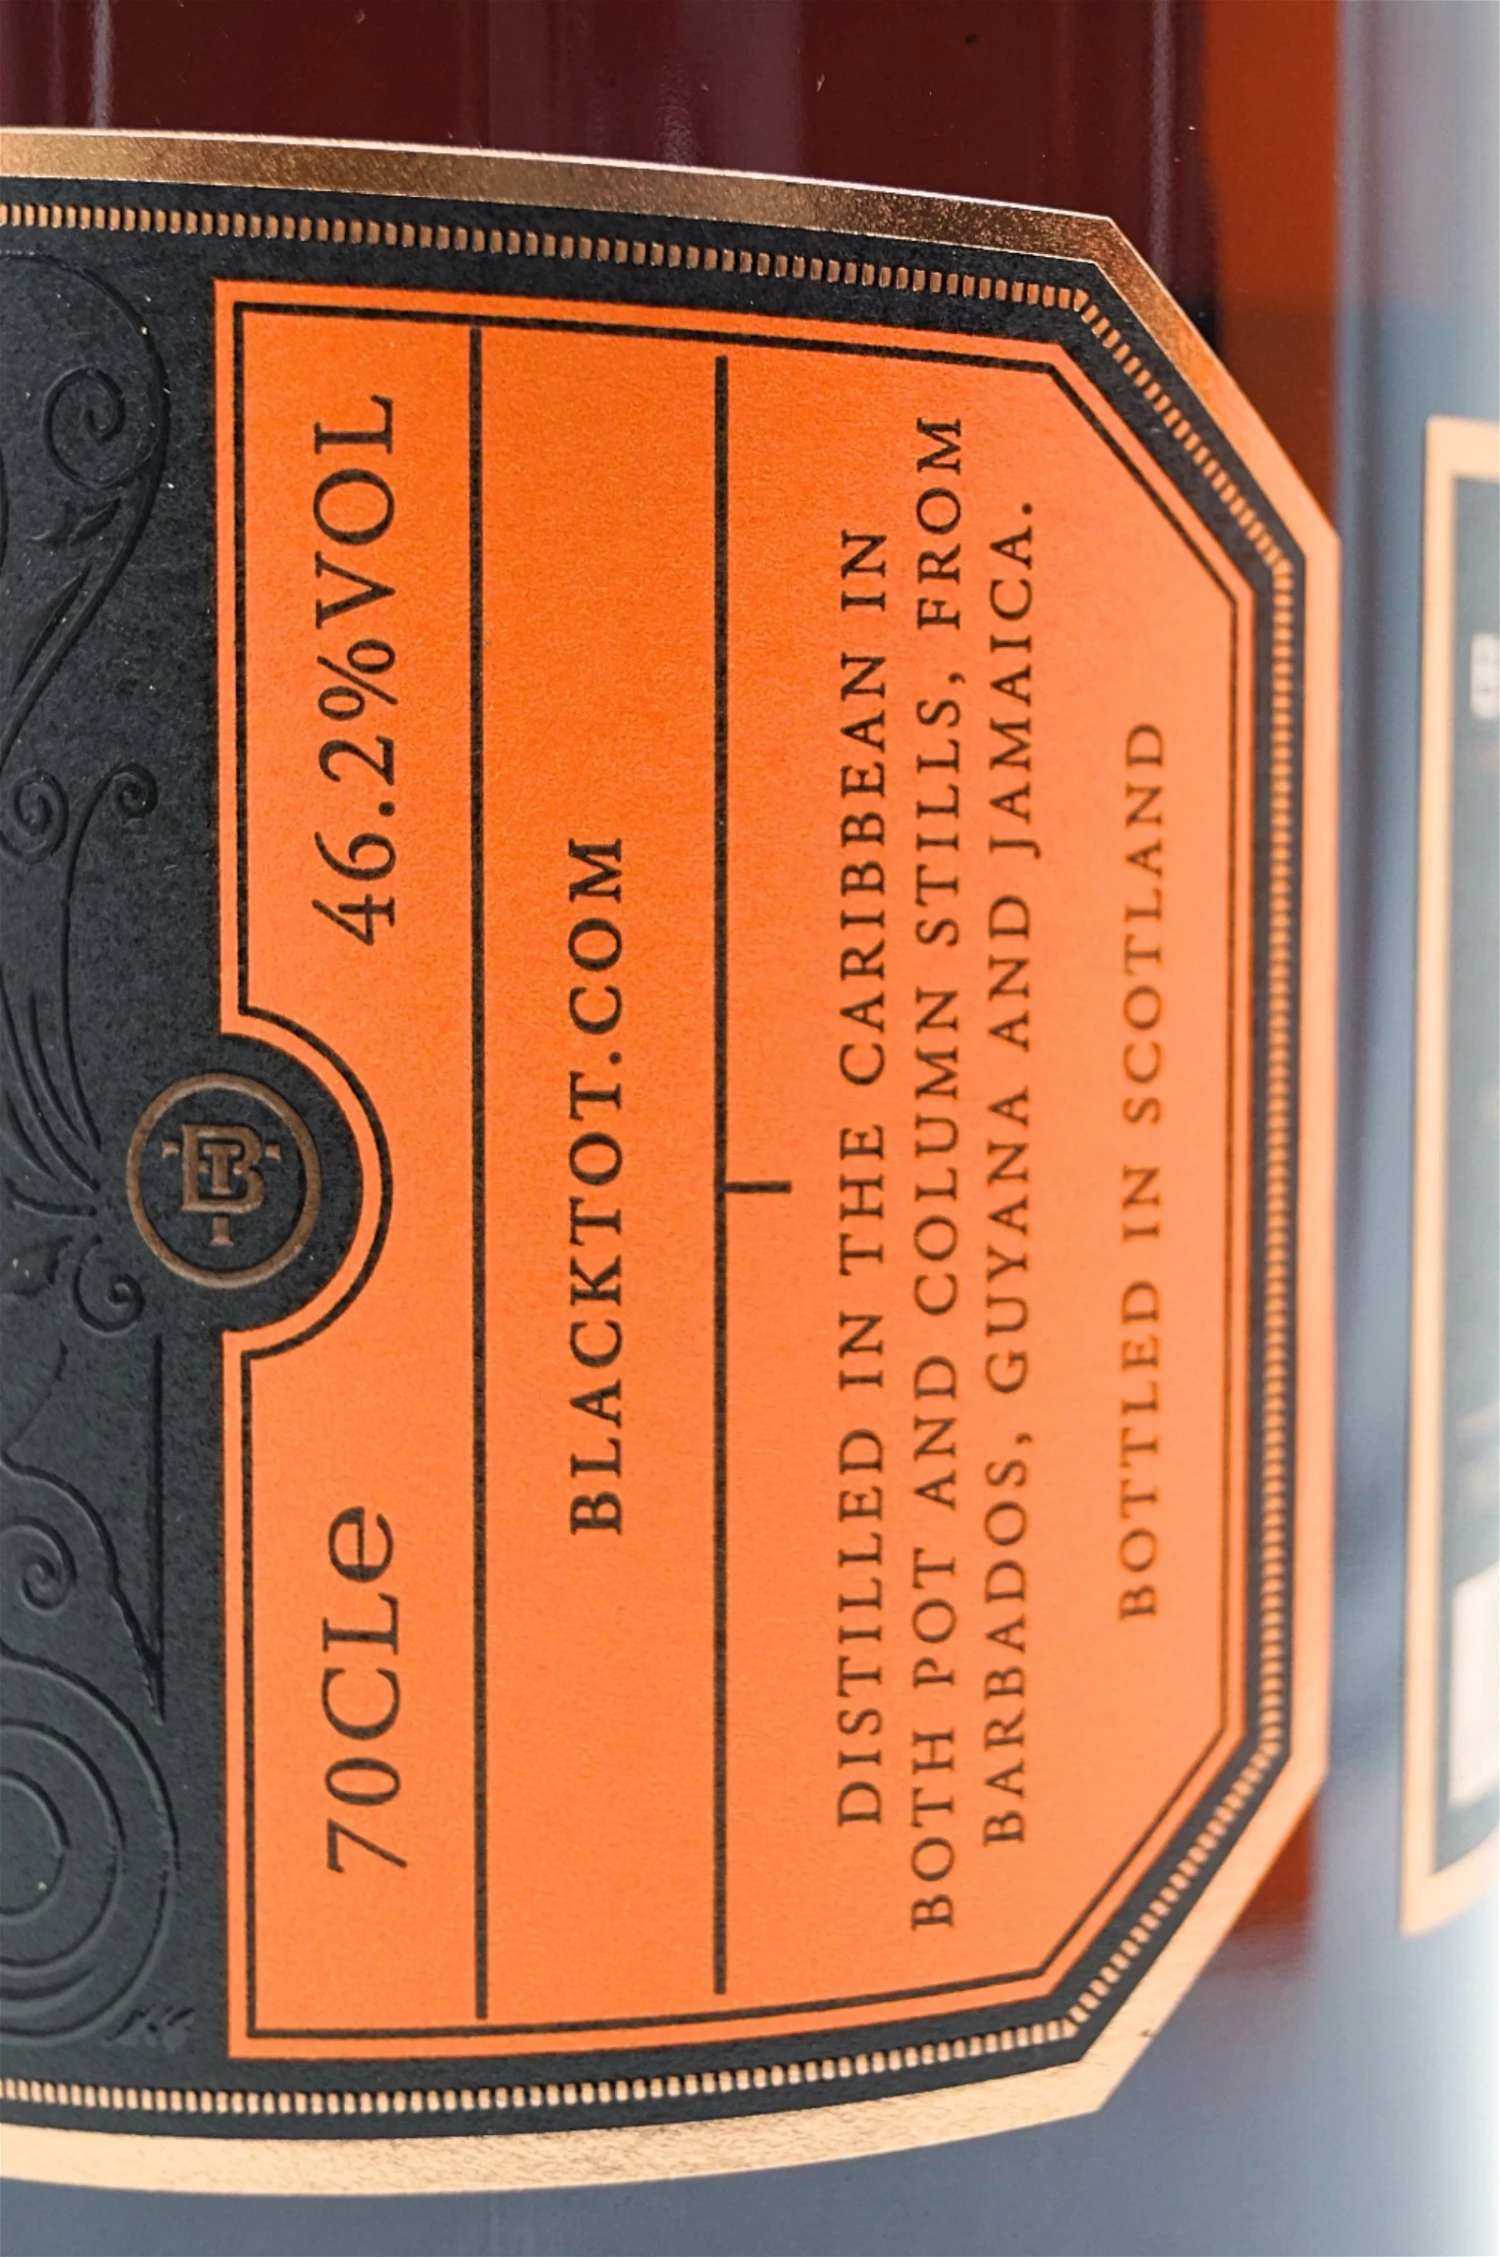 70CLe 46.2%VOL
BLACKTOT.COM
DISTILLED IN THE CARIBBEAN IN
BOTH POT AND COLUMN STILLS, FROM
BARBADOS, GUYANA AND JAMAICA.
BOTTLED IN SCOTLAND